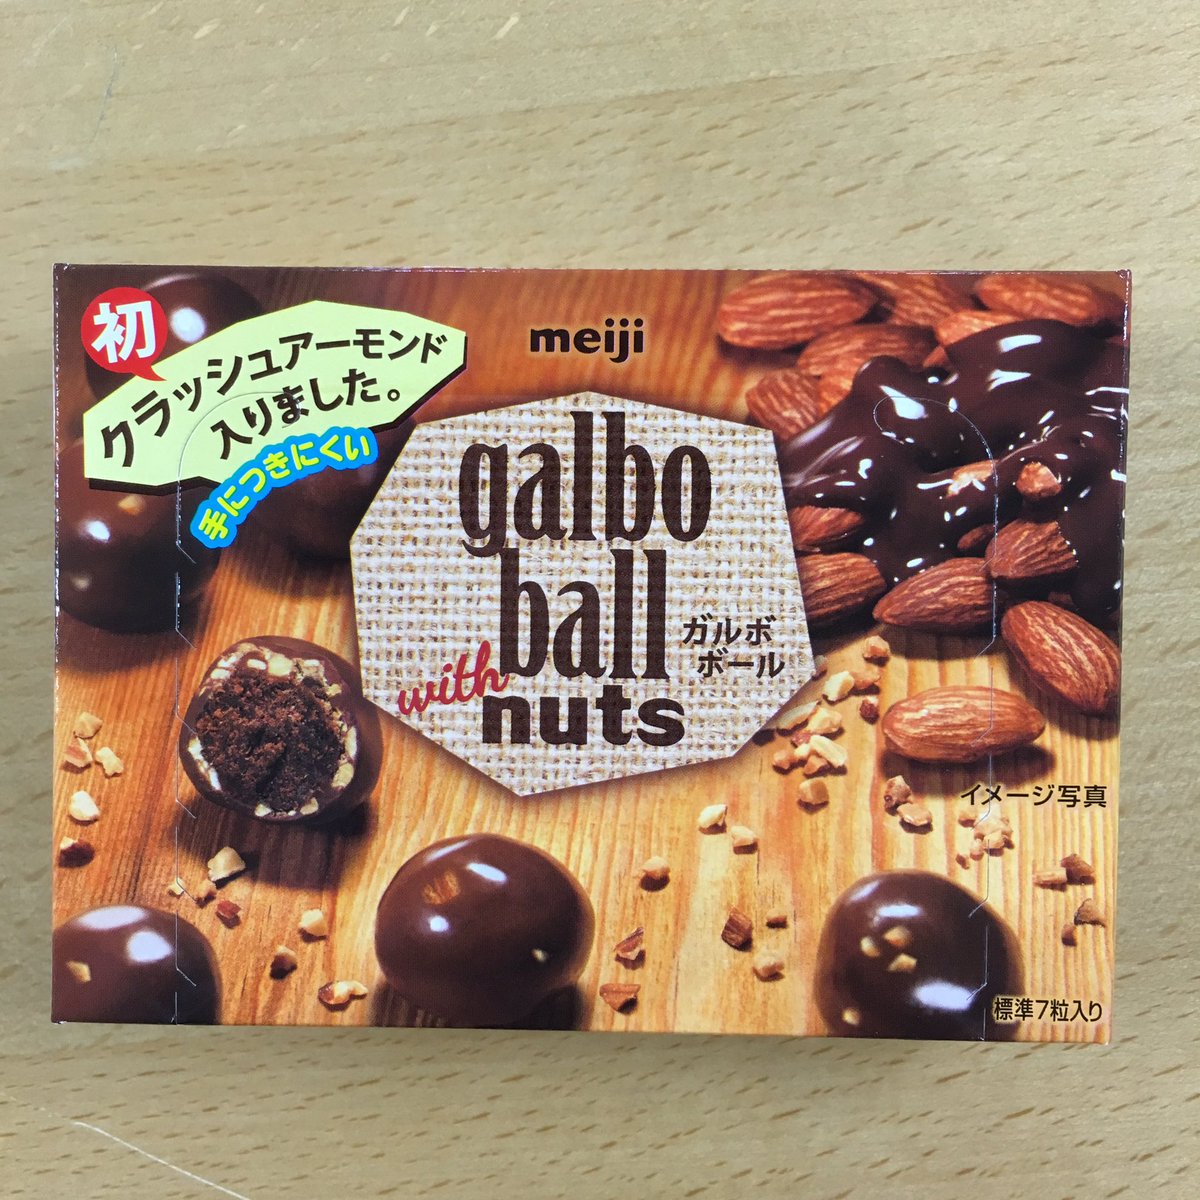 初
クラッシュアーモンド
入りました。
手につきにくい
meiji
galbo
ball
ガルボ
ボール
with
nuts
イメージ写真
標準7粒入り